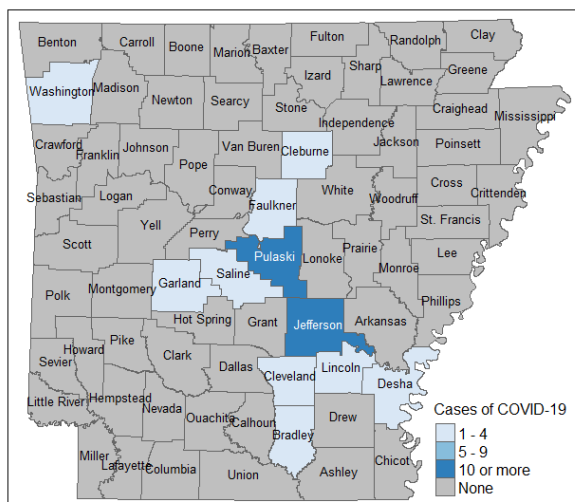 Benton Carroll Boone Marion Baxter Fulton Randolph Clay
Washington Madison Newton Searcy Stone Izard Sharp Lawrence Greene
Craighead Mississippi
Crawford Franklin Johnson Pope Van Buren Cleburne Independence Jackson Poinsett
Sebastian Logan Conway Faulkner White Woodruff Cross Crittenden
St. Francis
Scott Yell Perry Pulaski Lonoke Prairie Monroe Lee
Polk Montgomery Garland Saline Phillips
Hot Spring Grant Jefferson Arkansas
Sevier Howard Pike Clark Dallas Cleveland Lincoln Desha
Little River Hempstead Nevada Ouachita Calhoun Bradley Drew
Miller Lafayette Columbia Union Ashley Chicot
Cases of COVID-19
1 - 4
5 - 9
10 or more
None